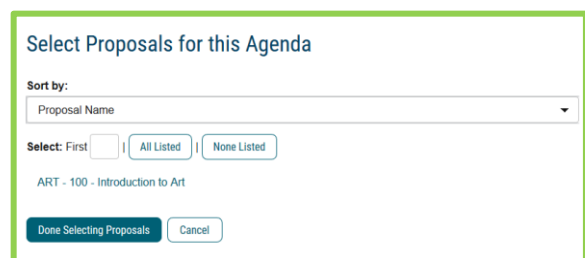 Select Proposals for this Agenda
Sort by:
Proposal Name
Select: First | All Listed | None Listed
ART - 100 - Introduction to Art
Done Selecting Proposals Cancel